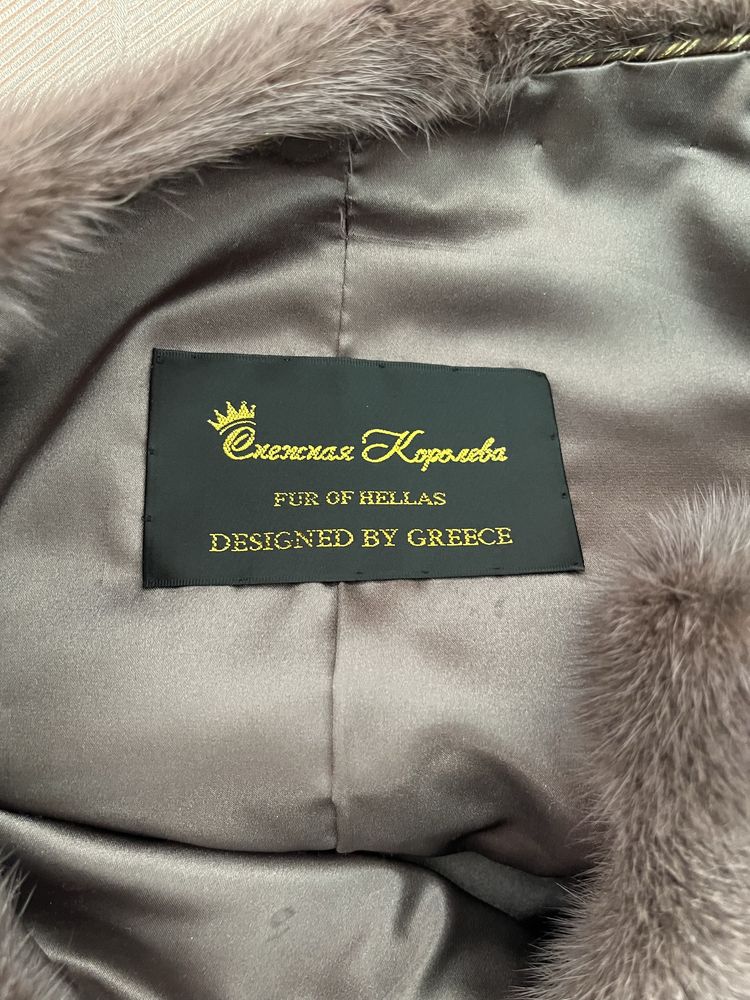 Снежная Королева
FUR OF HELLAS
DESIGNED BY GREECE